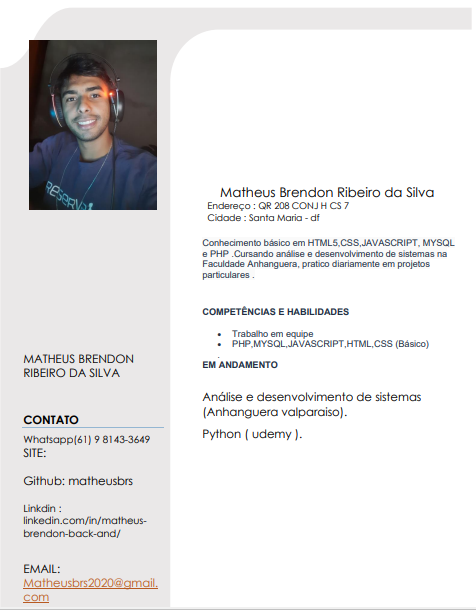 RESERVA
MATHEUS BRENDON
RIBEIRO DA SILVA
CONTATO
Whatsapp(61) 9 8143-3649
SITE:
Github: matheusbrs
Linkdin :
linkedin.com/in/matheus-
brendon-back-and/
EMAIL:
Matheusbrs2020@gmail.
com
Matheus Brendon Ribeiro da Silva
Endereço : QR 208 CONJ H CS 7
Cidade : Santa Maria - df
Conhecimento básico em HTML5,CSS,JAVASCRIPT, MYSQL
e PHP .Cursando análise e desenvolvimento de sistemas na
Faculdade Anhanguera, pratico diariamente em projetos
particulares .
COMPETÊNCIAS E HABILIDADES
• Trabalho em equipe
• PHP,MYSQL,JAVASCRIPT,HTML,CSS (Básico)
.
EM ANDAMENTO
Análise e desenvolvimento de sistemas
(Anhanguera valparaiso).
Python ( udemy ).